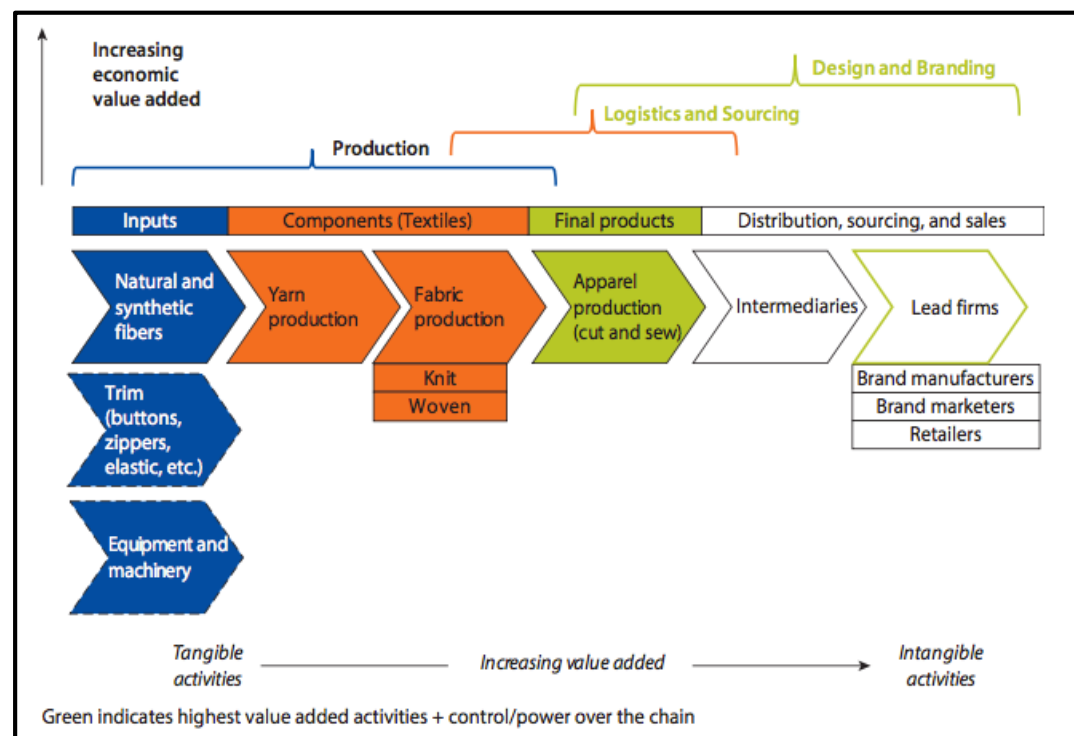 Increasing
economic
value added
Design and Branding
Logistics and Sourcing
Production
Inputs
Components (Textiles)
Final products
Distribution, sourcing, and sales
Natural and
synthetic
fibers
Yarn
production
Fabric
production
Apparel
production
(cut and sew)
Intermediaries
Lead firms
Knit
Woven
Brand manufacturers
Brand marketers
Retailers
Trim
(buttons,
zippers,
elastic, etc.)
Equipment and
machinery
Tangible
activities
Increasing value added
Intangible
activities
Green indicates highest value added activities + control/power over the chain